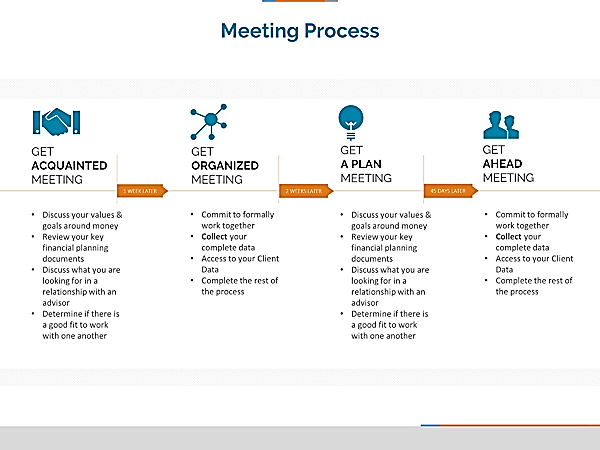 Meeting Process
GET
ACQUAINTED
MEETING
1 WEEK LATER
GET
ORGANIZED
MEETING
2 WEEKS LATER
GET
A PLAN
MEETING
45 DAYS LATER
GET
AHEAD
MEETING
• Discuss your values &
goals around money
• Review your key
financial planning
documents
• Discuss what you are
looking for in a
relationship with an
advisor
• Determine if there is
a good fit to work
with one another
• Commit to formally
work together
• Collect your
complete data
• Access to your Client
Data
• Complete the rest of
the process
• Discuss your values &
goals around money
• Review your key
financial planning
documents
• Discuss what you are
looking for in a
relationship with an
advisor
• Determine if there is
a good fit to work
with one another
• Commit to formally
work together
• Collect your
complete data
• Access to your Client
Data
• Complete the rest of
the process